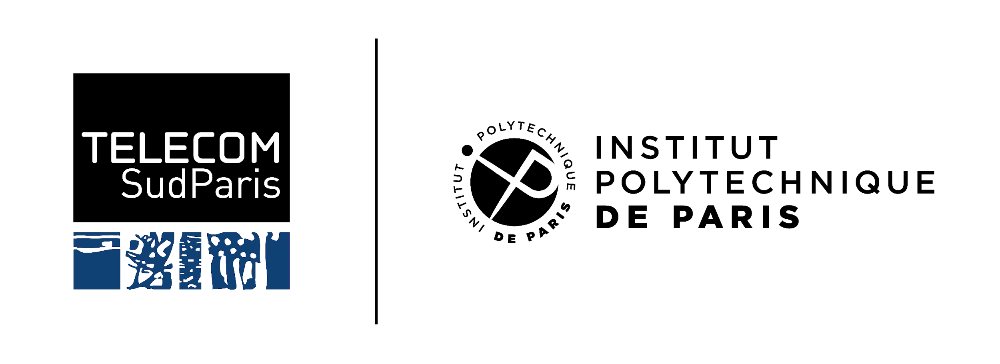 TELECOM
SudParis
INSTITUT • POLYTECHNIQUE DE PARIS
INSTITUT
POLYTECHNIQUE
DE PARIS